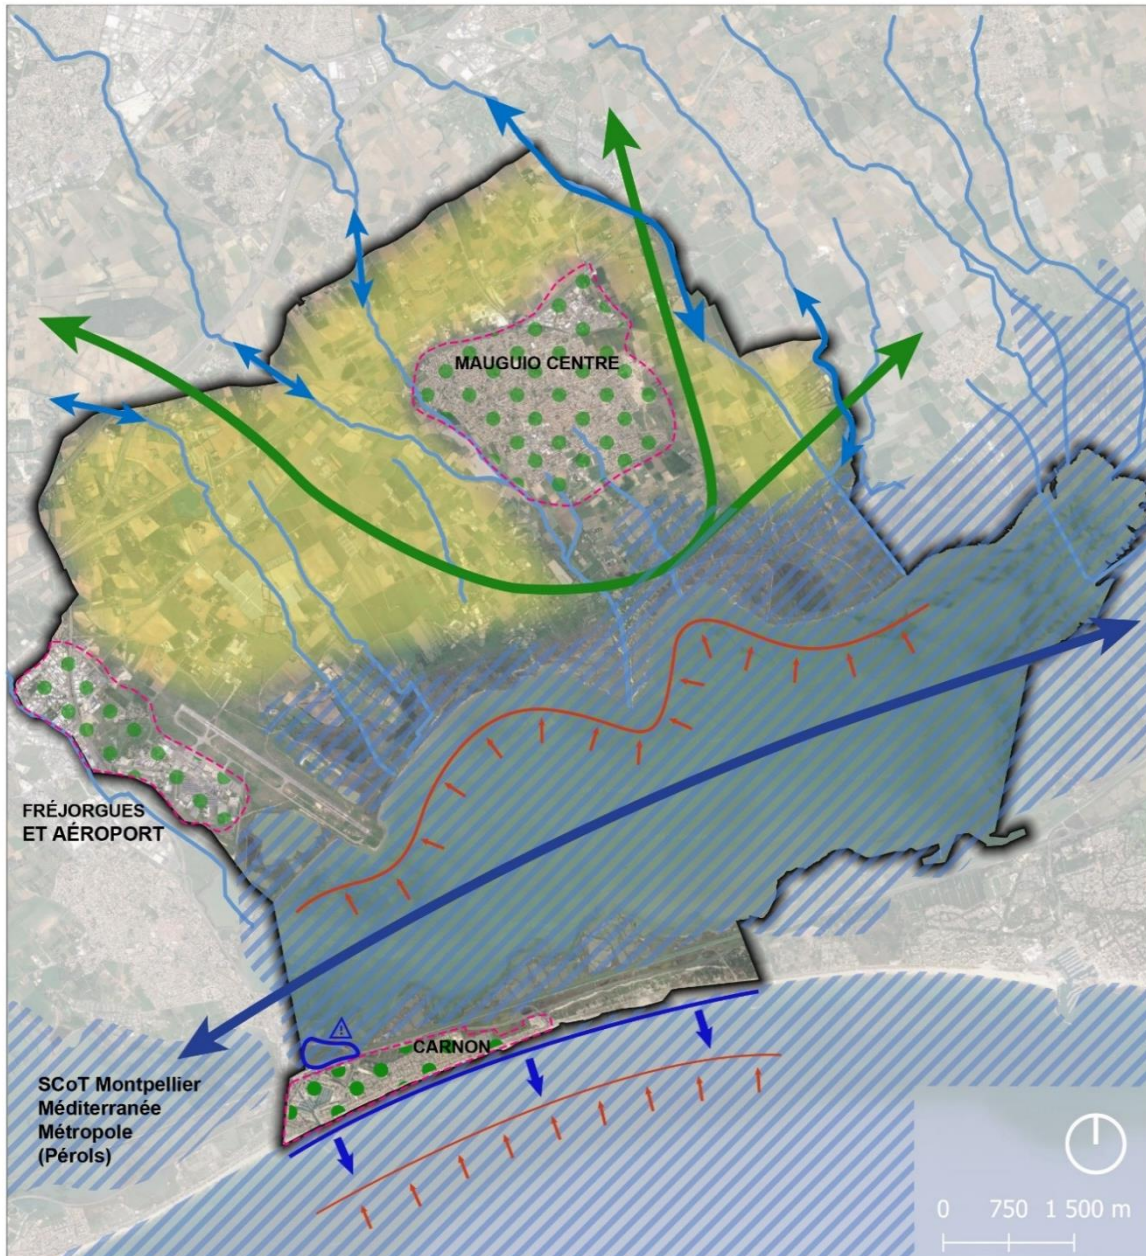 MAUGUIO CENTRE
FRÉJORGUES
ET AÉROPORT
CARNON
SCoT Montpellier
Méditerranée
Métropole
(Pérols)
0 750 1 500 m